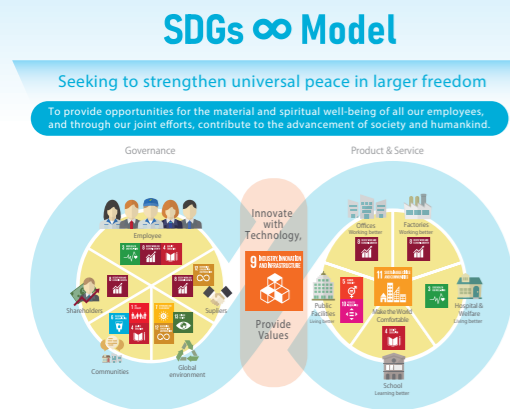 SDGs ∞ Model
Seeking to strengthen universal peace in larger freedom
To provide opportunities for the material and spiritual well-being of all our employees,
and through our joint efforts, contribute to the advancement of society and humankind.
Governance
Product & Service
Employee
Shareholders
Supliers
Communities
Global
environment
Innovate
with
Technology,
9 INDUSTRY, INNOVATION
AND INFRASTRUCTURE
Provide
Values
Offices
Working better
Factories
Working better
Public
Facilities
Living better
11
Make the World
Comfortable
Hospital &
Welfare
Living better
School
Learning better